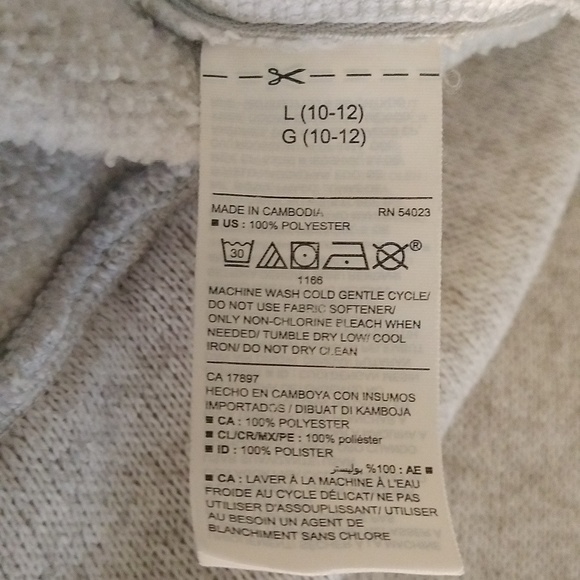 L (10-12)
G (10-12)
MADE IN CAMBODIA RN 54023
■ US : 100% POLYESTER
30 ®
1166
MACHINE WASH COLD GENTLE CYCLE/
DO NOT USE FABRIC SOFTENER/
ONLY NON-CHLORINE BLEACH WHEN
NEEDED/ TUMBLE DRY LOW/ COOL
IRON/ DO NOT DRY CLEAN
CA 17897
HECHO EN CAMBOYA CON INSUMOS
IMPORTADOS / DIBUAT DI KAMBOJA
■ CA : 100% POLYESTER
■ CL/CR/MX/PE : 100% poliéster
■ ID : 100% POLISTER
■ AE : 100% بوليستر
■ CA : LAVER À LA MACHINE À L'EAU
FROIDE AU CYCLE DÉLICAT/ NE PAS
UTILISER D'ASSOUPLISSANT/ UTILISER
AU BESOIN UN AGENT DE
BLANCHIMENT SANS CHLORE